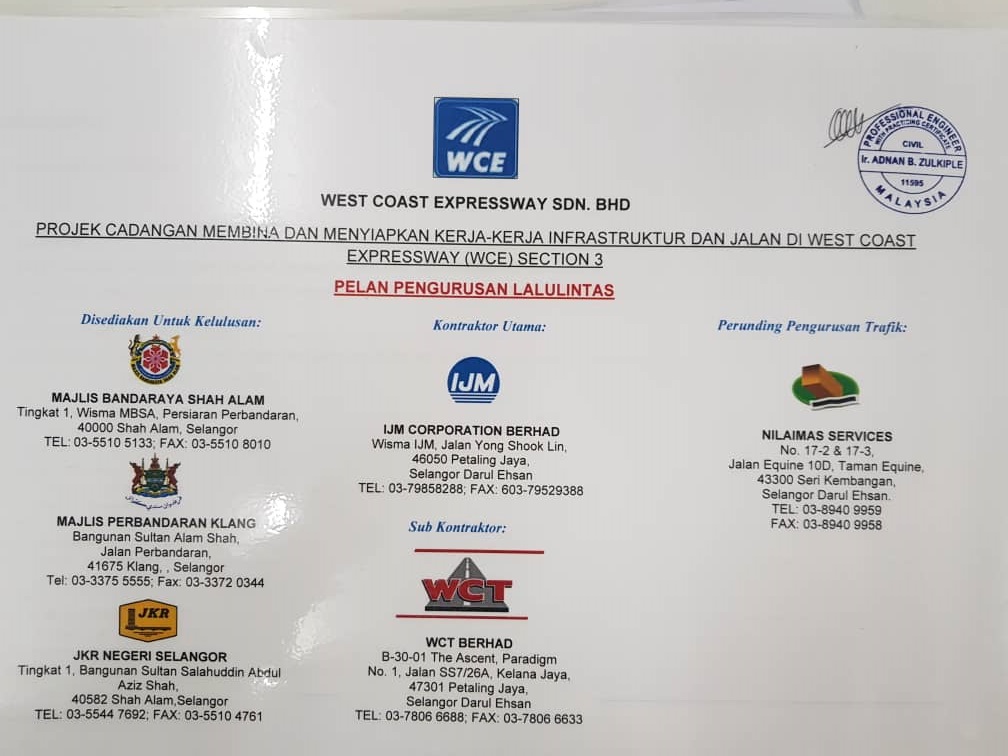 WCE
PROFESSIONAL ENGINEER
WITH PRACTICING CERTIFICATE
CIVIL
Ir. ADNAN B. ZULKIPLE
11595
MALAYSIA
WEST COAST EXPRESSWAY SDN. BHD
PROJEK CADANGAN MEMBINA DAN MENYIAPKAN KERJA-KERJA INFRASTRUKTUR DAN JALAN DI WEST COAST
EXPRESSWAY (WCE) SECTION 3
PELAN PENGURUSAN LALULINTAS
Disediakan Untuk Kelulusan:
MAJLIS BANDARAYA SHAH ALAM
Tingkat 1, Wisma MBSA, Persiaran Perbandaran,
40000 Shah Alam, Selangor
TEL: 03-5510 5133; FAX: 03-5510 8010
MAJLIS PERBANDARAN KLANG
Bangunan Sultan Alam Shah,
Jalan Perbandaran,
41675 Klang, , Selangor
Tel: 03-3375 5555; Fax: 03-3372 0344
JKR
JKR NEGERI SELANGOR
Tingkat 1, Bangunan Sultan Salahuddin Abdul
Aziz Shah,
40582 Shah Alam,Selangor
TEL: 03-5544 7692; FAX: 03-5510 4761
Kontraktor Utama:
IJM
IJM CORPORATION BERHAD
Wisma IJM, Jalan Yong Shook Lin,
46050 Petaling Jaya,
Selangor Darul Ehsan
TEL: 03-79858288; FAX: 603-79529388
Sub Kontraktor:
WCT
WCT BERHAD
B-30-01 The Ascent, Paradigm
No. 1, Jalan SS7/26A, Kelana Jaya,
47301 Petaling Jaya,
Selangor Darul Ehsan
TEL: 03-7806 6688; FAX: 03-7806 6633
Perunding Pengurusan Trafik:
NILAIMAS SERVICES
No. 17-2 & 17-3,
Jalan Equine 10D, Taman Equine,
43300 Seri Kembangan,
Selangor Darul Ehsan.
TEL: 03-8940 9959
FAX: 03-8940 9958